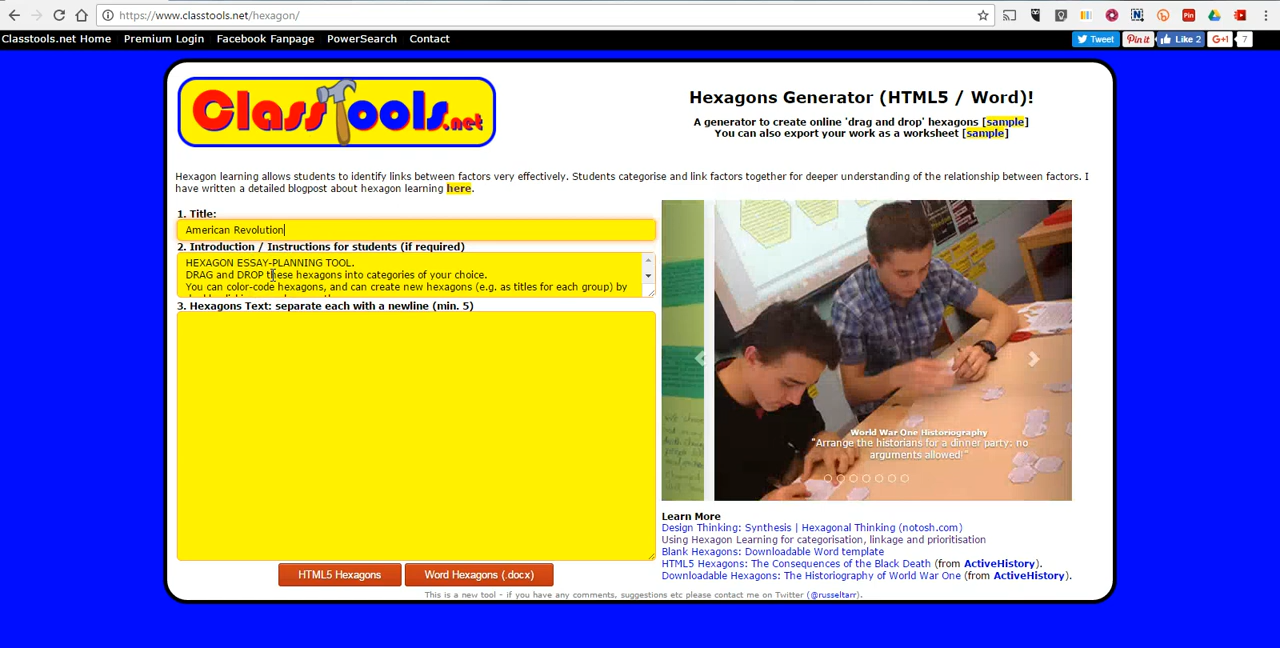 https://www.classtools.net/hexagon/
Classtools.net Home Premium Login Facebook Fanpage PowerSearch Contact
Tweet Pin it Like 2 G+1 7
ClassTools.net
Hexagons Generator (HTML5 / Word)!
A generator to create online 'drag and drop' hexagons [sample]
You can also export your work as a worksheet [sample]
Hexagon learning allows students to identify links between factors very effectively. Students categorise and link factors together for deeper understanding of the relationship between factors. I
have written a detailed blogpost about hexagon learning here.
1. Title:
American Revolution
2. Introduction / Instructions for students (if required)
HEXAGON ESSAY-PLANNING TOOL.
DRAG and DROP these hexagons into categories of your choice.
You can color-code hexagons, and can create new hexagons (e.g. as titles for each group) by
3. Hexagons Text: separate each with a newline (min. 5)
HTML5 Hexagons
Word Hexagons (.docx)
World War One Historiography
"Arrange the historians for a dinner party: no
arguments allowed!"
Learn More
Design Thinking: Synthesis | Hexagonal Thinking (notosh.com)
Using Hexagon Learning for categorisation, linkage and prioritisation
Blank Hexagons: Downloadable Word template
HTML5 Hexagons: The Consequences of the Black Death (from ActiveHistory).
Downloadable Hexagons: The Historiography of World War One (from ActiveHistory).
This is a new tool - if you have any comments, suggestions etc please contact me on Twitter (@russeltarr).